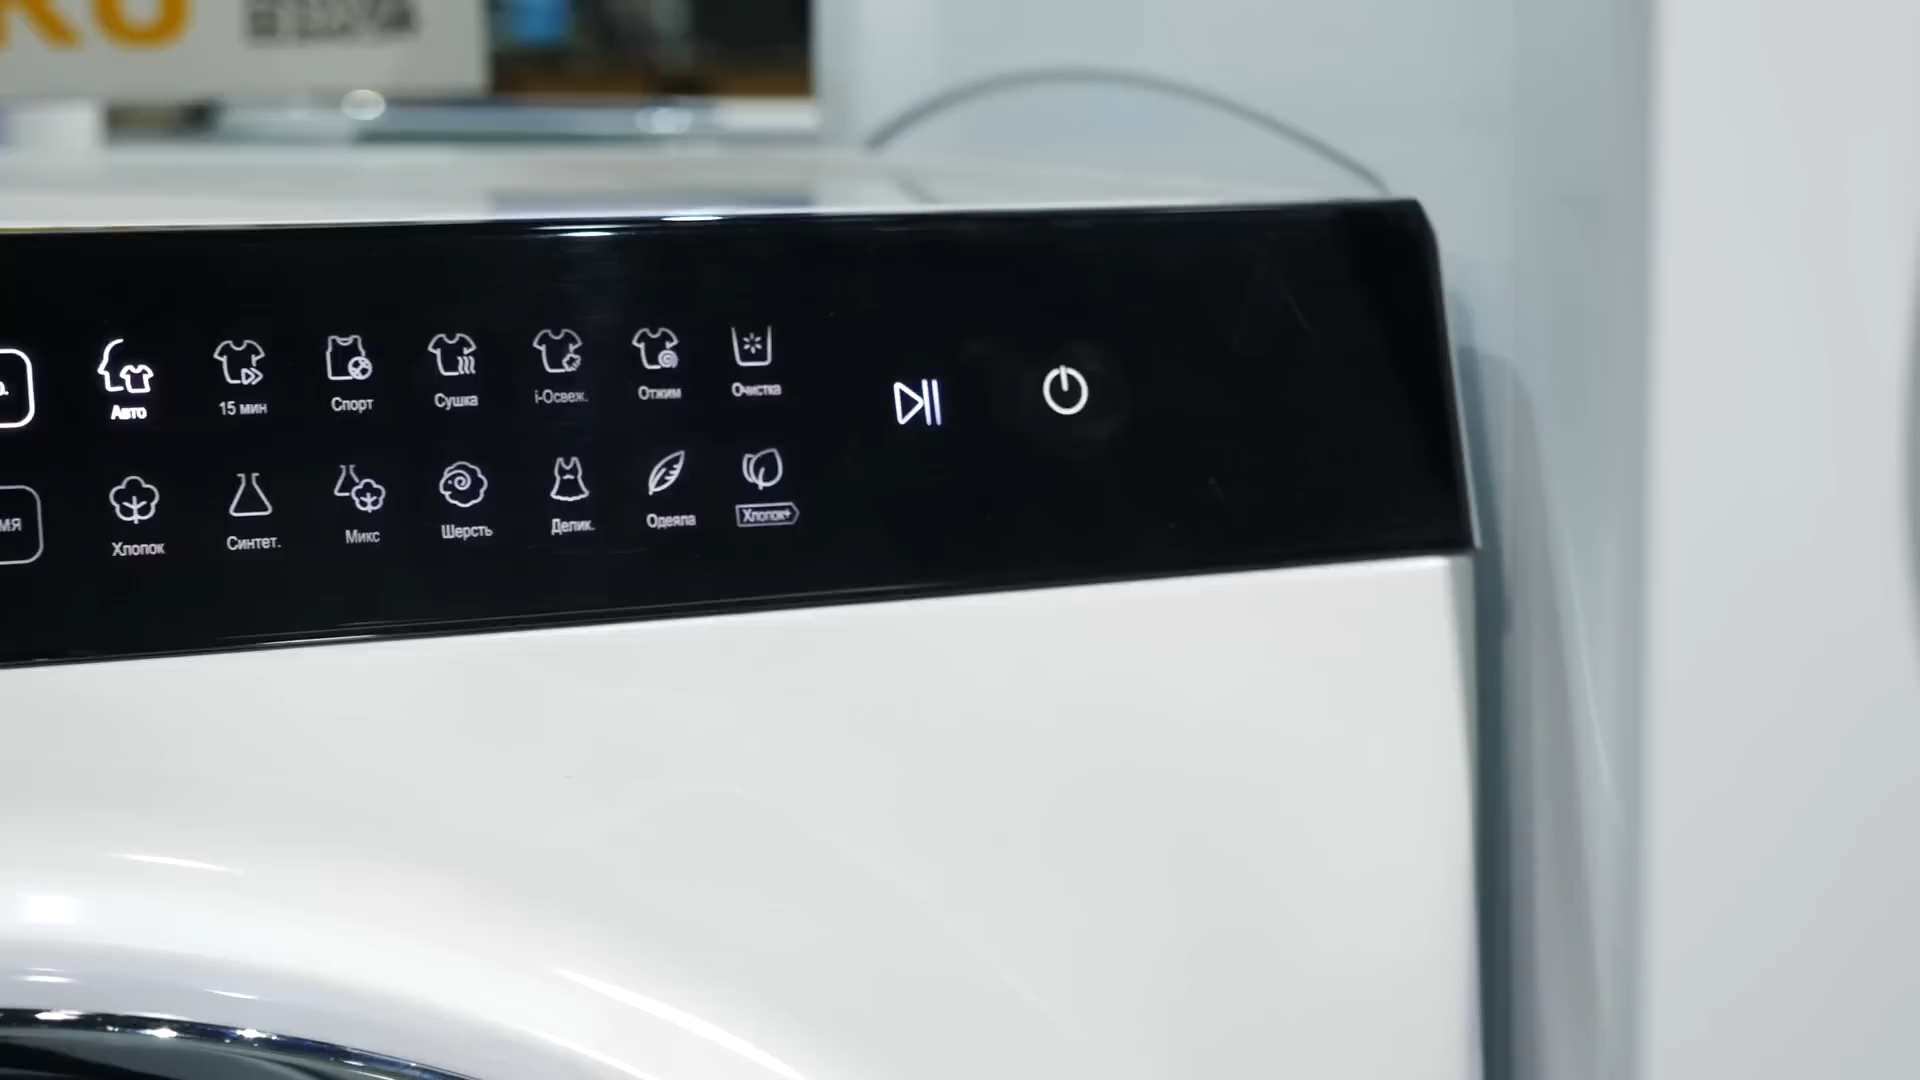 Авто
15 мин
Спорт
Сушка
i-Освеж.
Отжим
Очистка
Хлопок
Синтет.
Микс
Шерсть
Делик.
Одеяла
Хлопок+